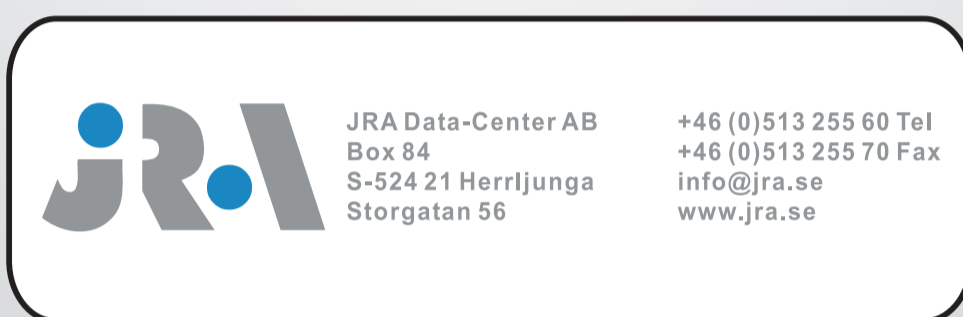 JRA
JRA Data-Center AB
Box 84
S-524 21 Herrljunga
Storgatan 56
+46 (0)513 255 60 Tel
+46 (0)513 255 70 Fax
info@jra.se
www.jra.se